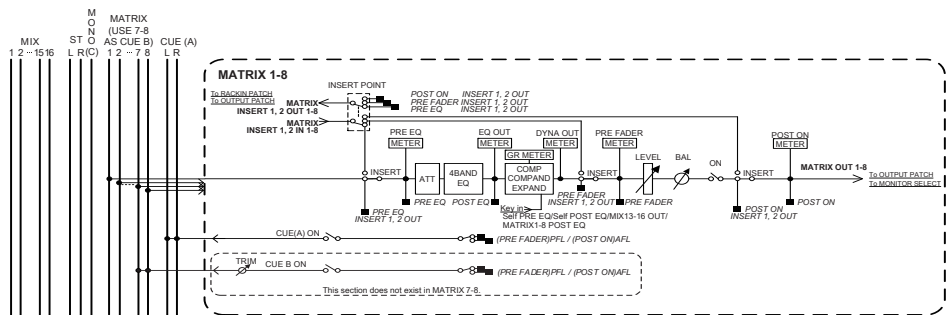 MONO(C)
MATRIX
(USE 7-8
AS CUE B)
MIX
ST
CUE (A)
1 2 ··· 15 16
L R
1 2 ··· 7 8
L R
MATRIX 1-8
INSERT POINT
To RACKIN PATCH
To OUTPUT PATCH
MATRIX
INSERT 1, 2 OUT 1-8
MATRIX
INSERT 1, 2 IN 1-8
POST ON INSERT 1, 2 OUT
PRE FADER INSERT 1, 2 OUT
PRE EQ INSERT 1, 2 OUT
PRE EQ
METER
EQ OUT
METER
DYNA OUT
METER
PRE FADER
METER
POST ON
METER
GR METER
LEVEL
BAL
ON
MATRIX OUT 1-8
INSERT
ATT
4BAND
EQ
COMP
COMPAND
EXPAND
INSERT
INSERT
To OUTPUT PATCH
To MONITOR SELECT
PRE EQ
INSERT 1, 2 OUT
PRE EQ
POST EQ
Key in
PRE FADER
INSERT 1, 2 OUT
PRE FADER
POST ON
INSERT 1, 2 OUT
POST ON
Self PRE EQ/Self POST EQ/MIX13-16 OUT/
MATRIX1-8 POST EQ
CUE(A) ON
(PRE FADER)PFL / (POST ON)AFL
TRIM
CUE B ON
(PRE FADER)PFL / (POST ON)AFL
This section does not exist in MATRIX 7-8.